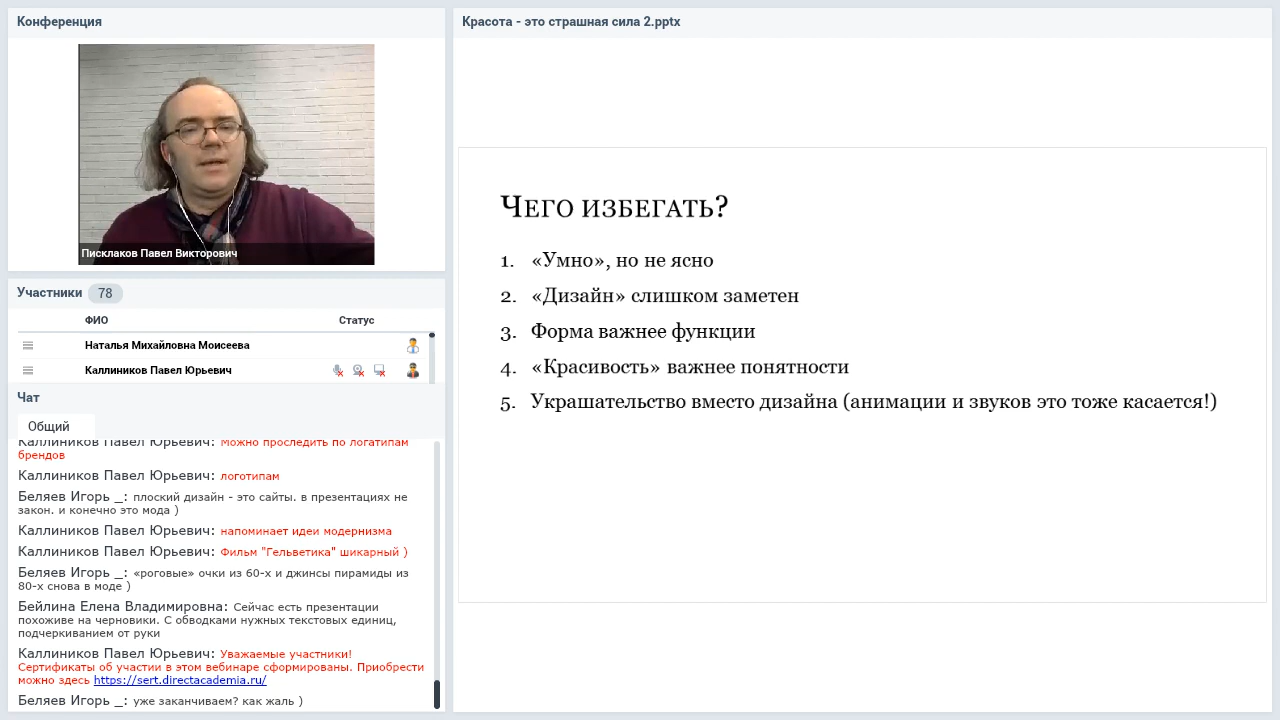 Конференция
Писклаков Павел Викторович
Участники 78
ФИО Статус
Наталья Михайловна Моисеева
Каллиников Павел Юрьевич
Чат
Общий
Каллиников Павел Юрьевич: Можно проследить по логатипам
брендов
Каллиников Павел Юрьевич: логотипам
Беляев Игорь _: плоский дизайн - это сайты. в презентациях не
закон. и конечно это мода )
Каллиников Павел Юрьевич: напоминает идеи модернизма
Каллиников Павел Юрьевич: Фильм "Гельветика" шикарный )
Беляев Игорь _: «роговые» очки из 60-х и джинсы пирамиды из
80-х снова в моде )
Бейлина Елена Владимировна: Сейчас есть презентации
похоживе на черновики. С обводками нужных текстовых единиц,
подчеркиванием от руки
Каллиников Павел Юрьевич: Уважаемые участники!
Сертификаты об участии в этом вебинаре сформированы. Приобрести
можно здесь https://sert.directacademia.ru/
Беляев Игорь _: уже заканчиваем? как жаль )
Красота - это страшная сила 2.pptx
Чего избегать?
1. «Умно», но не ясно
2. «Дизайн» слишком заметен
3. Форма важнее функции
4. «Красивость» важнее понятности
5. Украшательство вместо дизайна (анимации и звуков это тоже касается!)